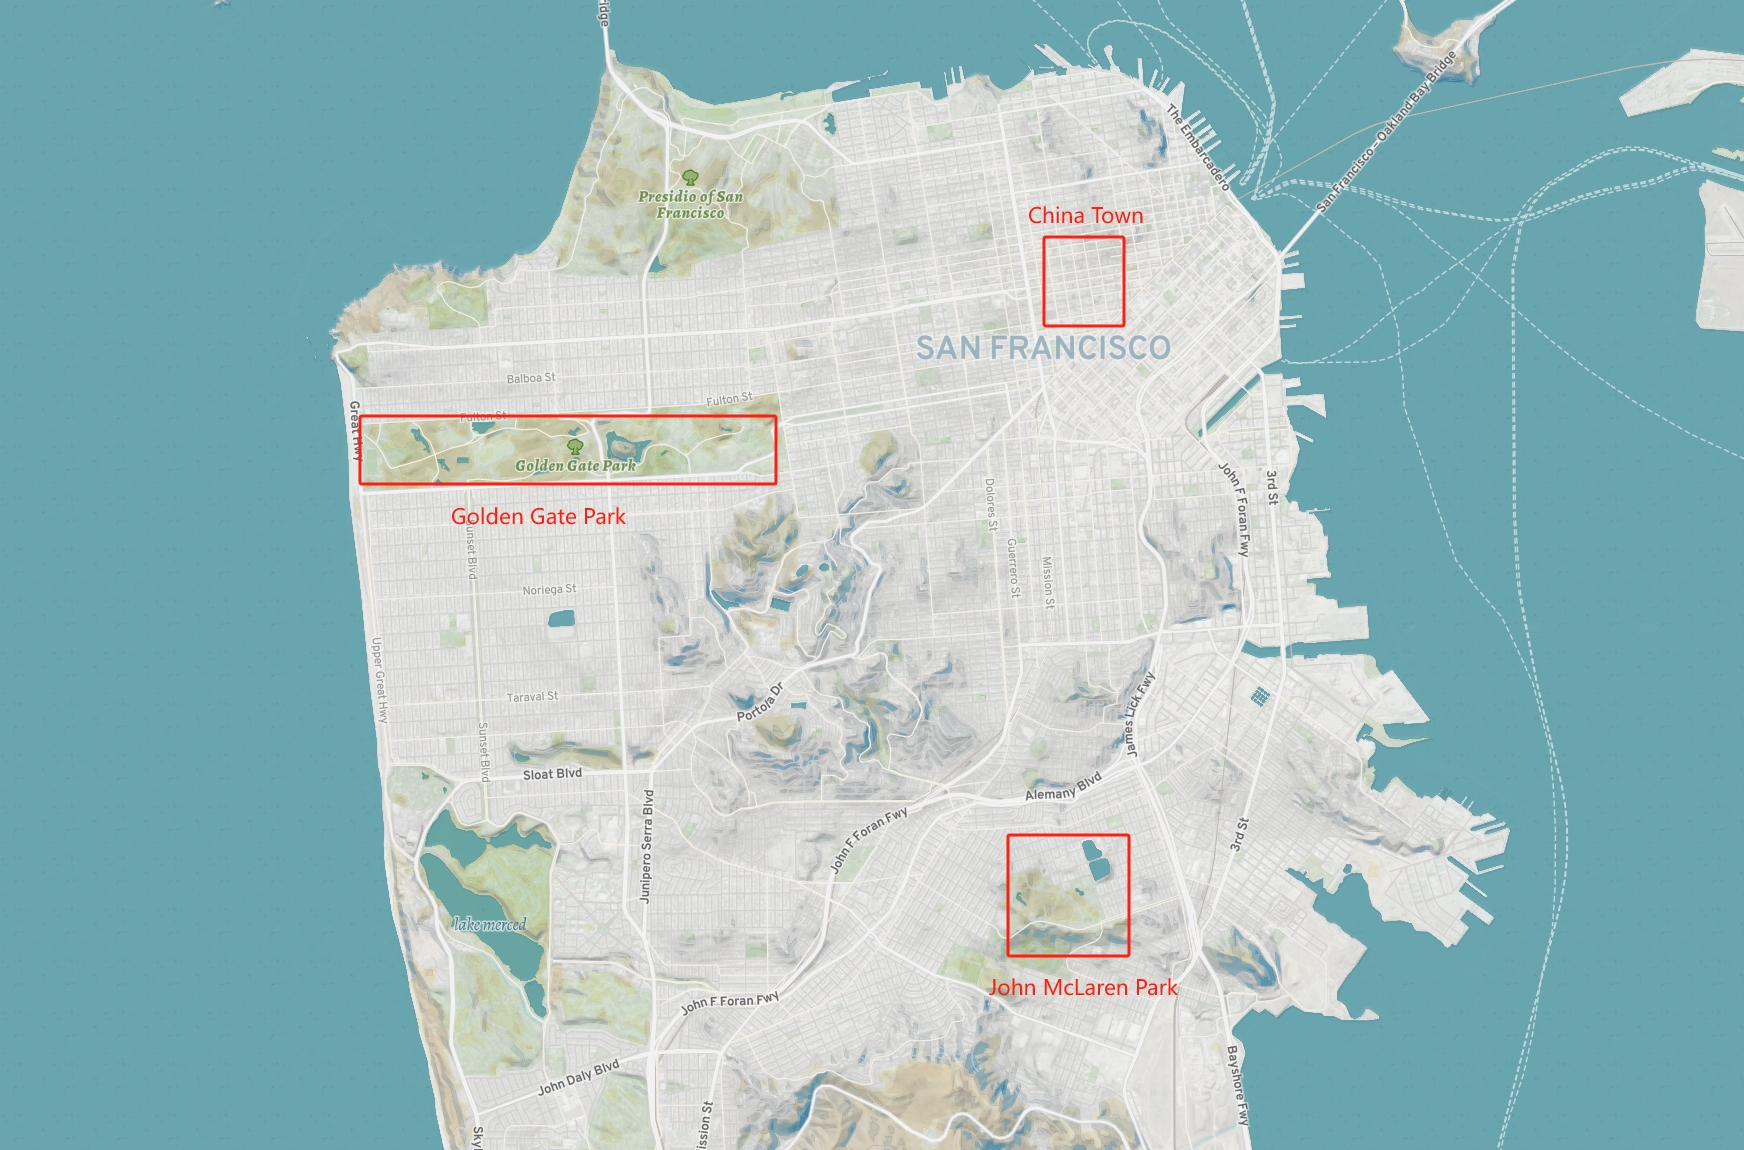 ridge
San Francisco – Oakland Bay Bridge
The Embarcadero
Presidio of San
Francisco
China Town
SAN FRANCISCO
Balboa St
Fulton St
Fulton St
Great Hwy
Golden Gate Park
Golden Gate Park
John F Foran Fwy
3rd St
Dolores St
Guerrero St
Mission St
Sunset Blvd
Noriega St
Upper Great Hwy
Taraval St
Portola Dr
James Lick Fwy
Sunset Blvd
Sloat Blvd
Alemany Blvd
Junipero Serra Blvd
John F Foran Fwy
3rd St
lake merced
John McLaren Park
John F Foran Fwy
John Daly Blvd
Bayshore Fwy
ission St
Sky